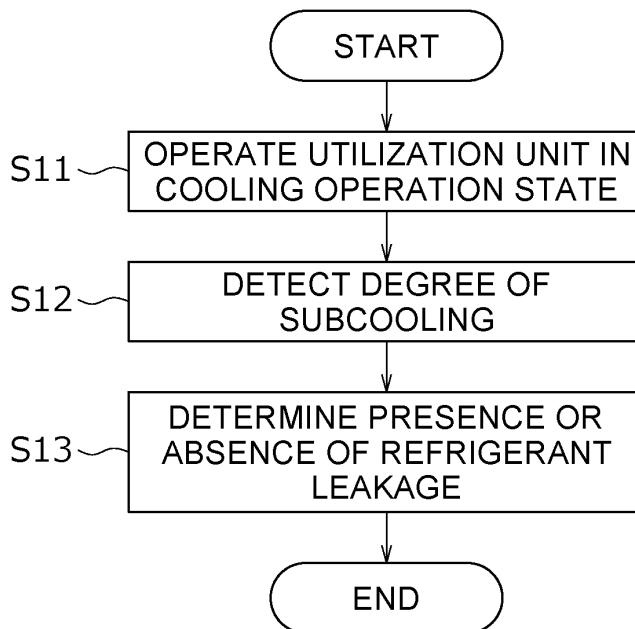 START
S11
OPERATE UTILIZATION UNIT IN
COOLING OPERATION STATE
S12
DETECT DEGREE OF
SUBCOOLING
S13
DETERMINE PRESENCE OR
ABSENCE OF REFRIGERANT
LEAKAGE
END